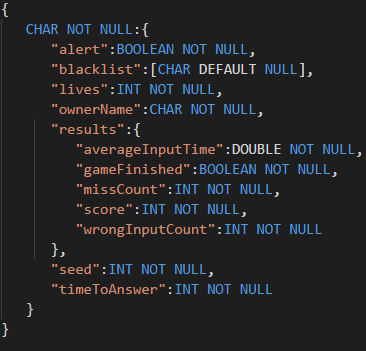 {
CHAR NOT NULL:{
"alert":BOOLEAN NOT NULL,
"blacklist":[CHAR DEFAULT NULL],
"lives":INT NOT NULL,
"ownerName":CHAR NOT NULL,
"results":{
"averageInputTime":DOUBLE NOT NULL,
"gameFinished":BOOLEAN NOT NULL,
"missCount":INT NOT NULL,
"score":INT NOT NULL,
"wrongInputCount":INT NOT NULL
},
"seed":INT NOT NULL,
"timeToAnswer":INT NOT NULL
}
}